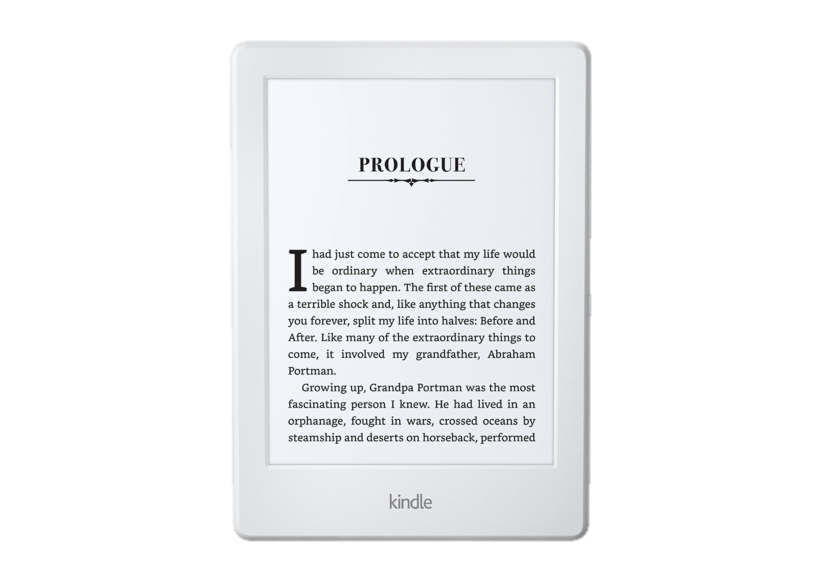 PROLOGUE
I had just come to accept that my life would
be ordinary when extraordinary things
began to happen. The first of these came as
a terrible shock and, like anything that changes
you forever, split my life into halves: Before and
After. Like many of the extraordinary things to
come, it involved my grandfather, Abraham
Portman.
Growing up, Grandpa Portman was the most
fascinating person I knew. He had lived in an
orphanage, fought in wars, crossed oceans by
steamship and deserts on horseback, performed
kindle